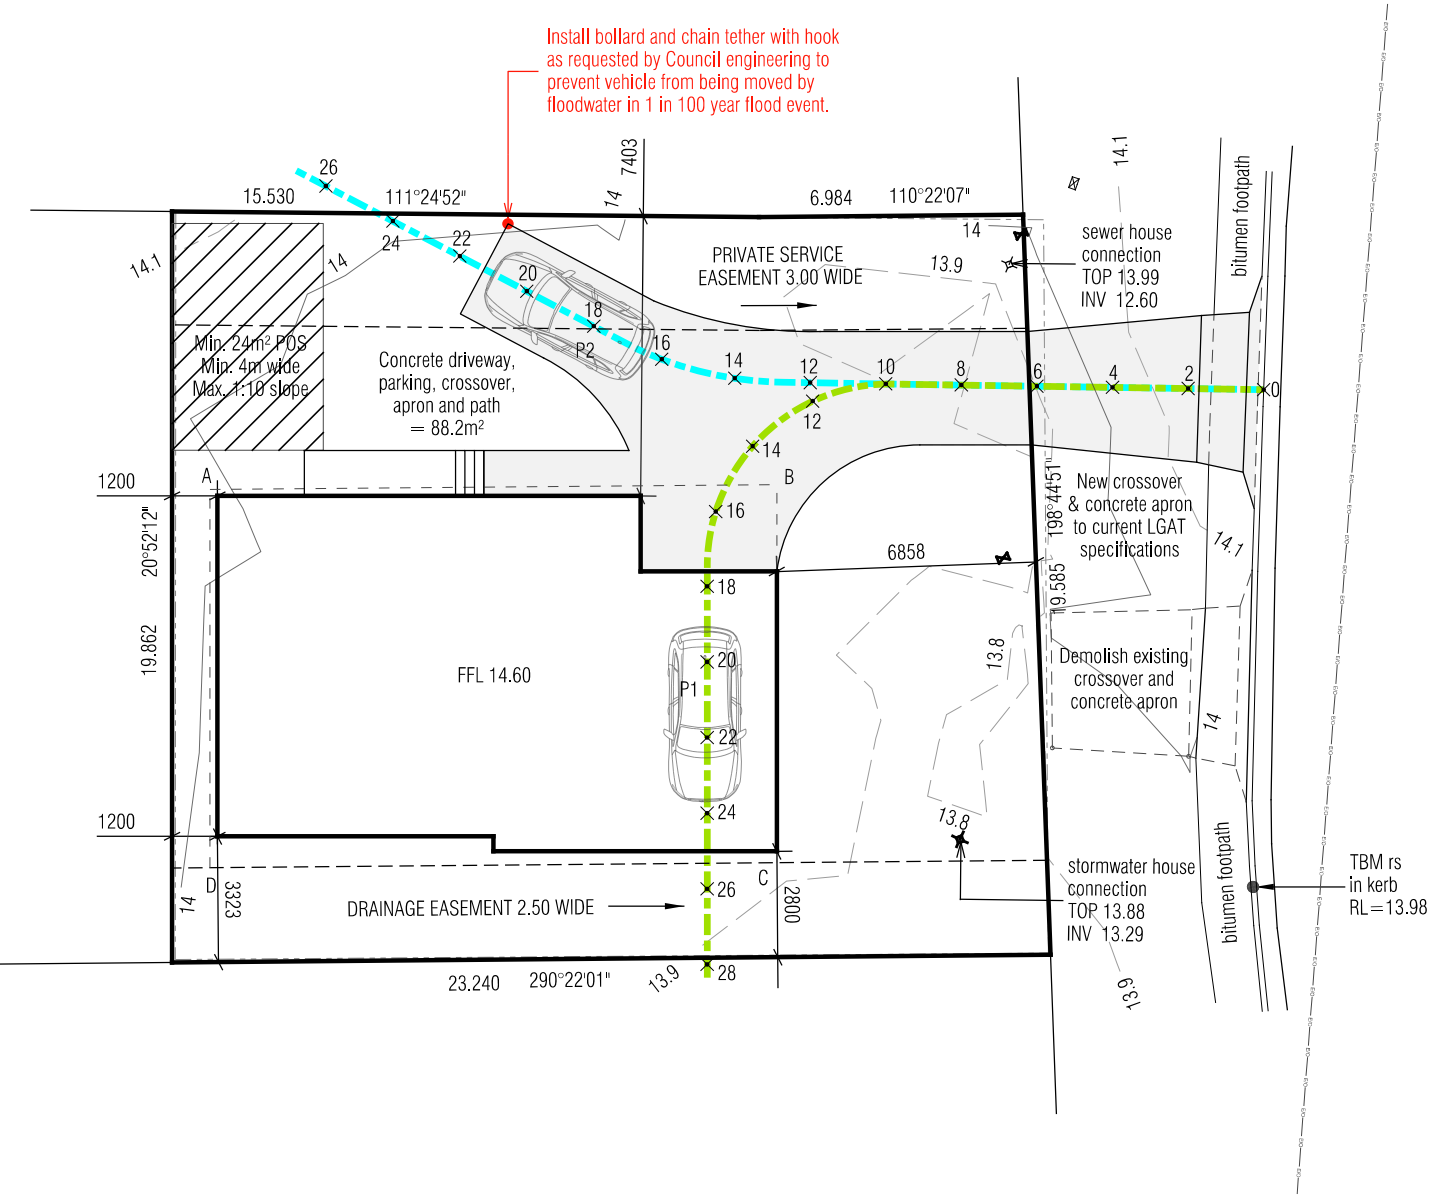 Install bollard and chain tether with hook
as requested by Council engineering to
prevent vehicle from being moved by
floodwater in 1 in 100 year flood event.
7403
14.1
26
15.530
111°24'52"
14
6.984
110°22'07"
bitumen footpath
24
22
14
sewer house
connection
TOP 13.99
INV 12.60
14.1
14
PRIVATE SERVICE
EASEMENT 3.00 WIDE
13.9
20
18
Min. 24m² POS
Min. 4m wide
Max. 1:10 slope
Concrete driveway,
parking, crossover,
apron and path
= 88.2m²
P2
16
14
12
10
8
6
4
2
0
12
14
16
A
B
1200
20°52'12"
198°44'51"
New crossover
& concrete apron
to current LGAT
specifications
14.1
6858
18
19.585
19.862
FFL 14.60
P1
20
13.8
Demolish existing
crossover and
concrete apron
14
22
24
13.8
1200
D
3323
14
C
2800
26
DRAINAGE EASEMENT 2.50 WIDE
stormwater house
connection
TOP 13.88
INV 13.29
bitumen footpath
TBM rs
in kerb
RL=13.98
23.240
290°22'01"
13.9
28
13.9